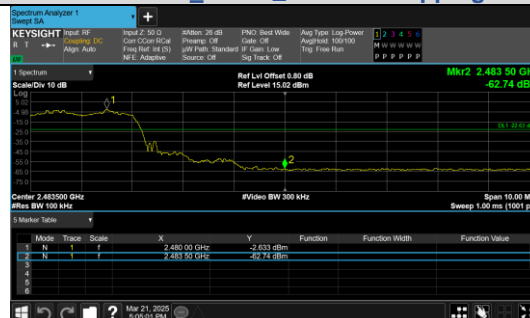 Spectrum Analyzer 1
Swept SA
KEYSIGHT
R T
Input: RF
Coupling: DC
Align: Auto
Input Z: 50 Ω
Corr CCorr RCal
Freq Ref: Int (S)
NFE: Adaptive
#Atten: 26 dB
Preamp: Off
µW Path: Standard
Source: Off
PNO: Best Wide
Gate: Off
IF Gain: Low
Sig Track: Off
Avg Type: Log-Power
Avg|Hold: 100/100
Trig: Free Run
1 2 3 4 5 6
M W W W W W
P P P P P P
1 Spectrum
Scale/Div 10 dB
Ref Lvl Offset 0.80 dB
Ref Level 15.02 dBm
Mkr2 2.483 50 GH
-62.74 dB
Log
5.02
-4.98
-15.0
-25.0
-35.0
-45.0
-55.0
-65.0
-75.0
1
2
Center 2.483500 GHz
#Res BW 100 kHz
#Video BW 300 kHz
Span 10.00 M
Sweep 1.00 ms (1001 p
5 Marker Table
Mode Trace Scale X Y Function Function Width Function Value
1 N 1 f 2.480 00 GHz -2.633 dBm
2 N 1 f 2.483 50 GHz -62.74 dBm
3
4
5
6
?
Mar 21, 2025
5:05:01 PM